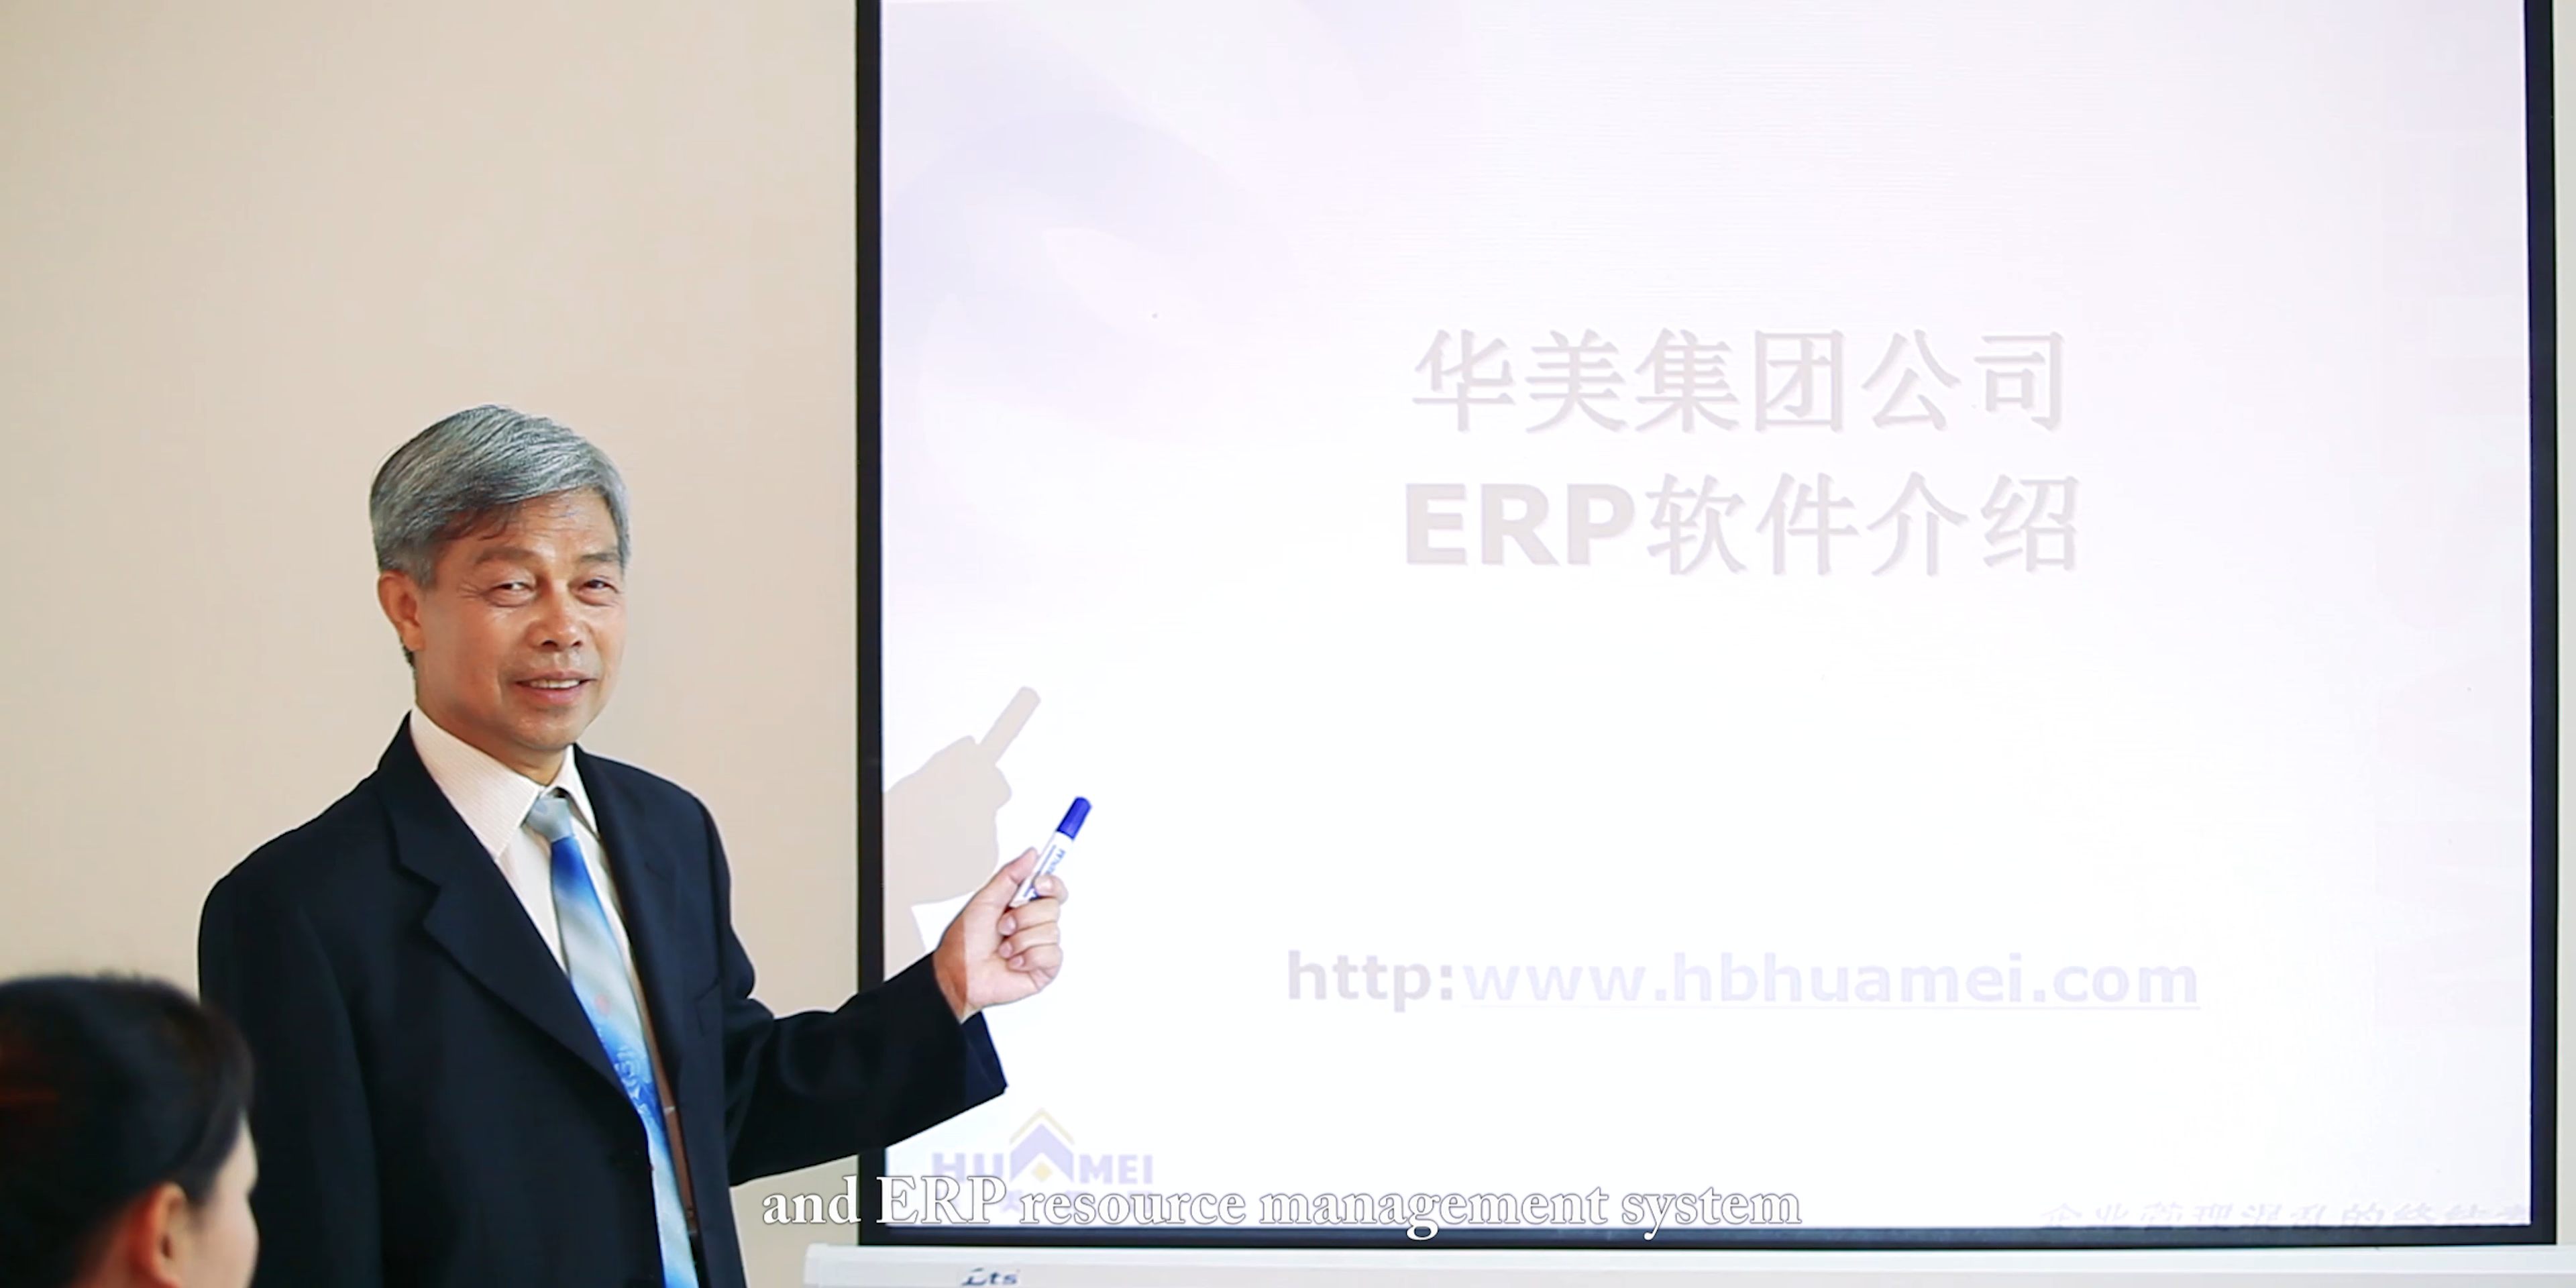 华美集团公司
ERP软件介绍
http:www.hbhuamei.com
HUAMEI
and ERP resource management system